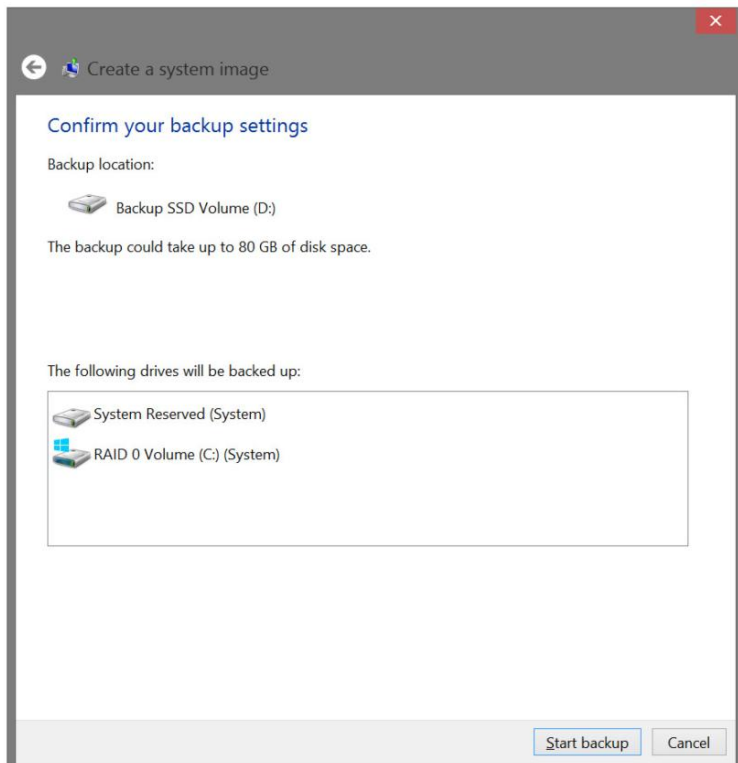 Create a system image
Confirm your backup settings
Backup location:
Backup SSD Volume (D:)
The backup could take up to 80 GB of disk space.
The following drives will be backed up:
System Reserved (System)
RAID 0 Volume (C:) (System)
Start backup Cancel